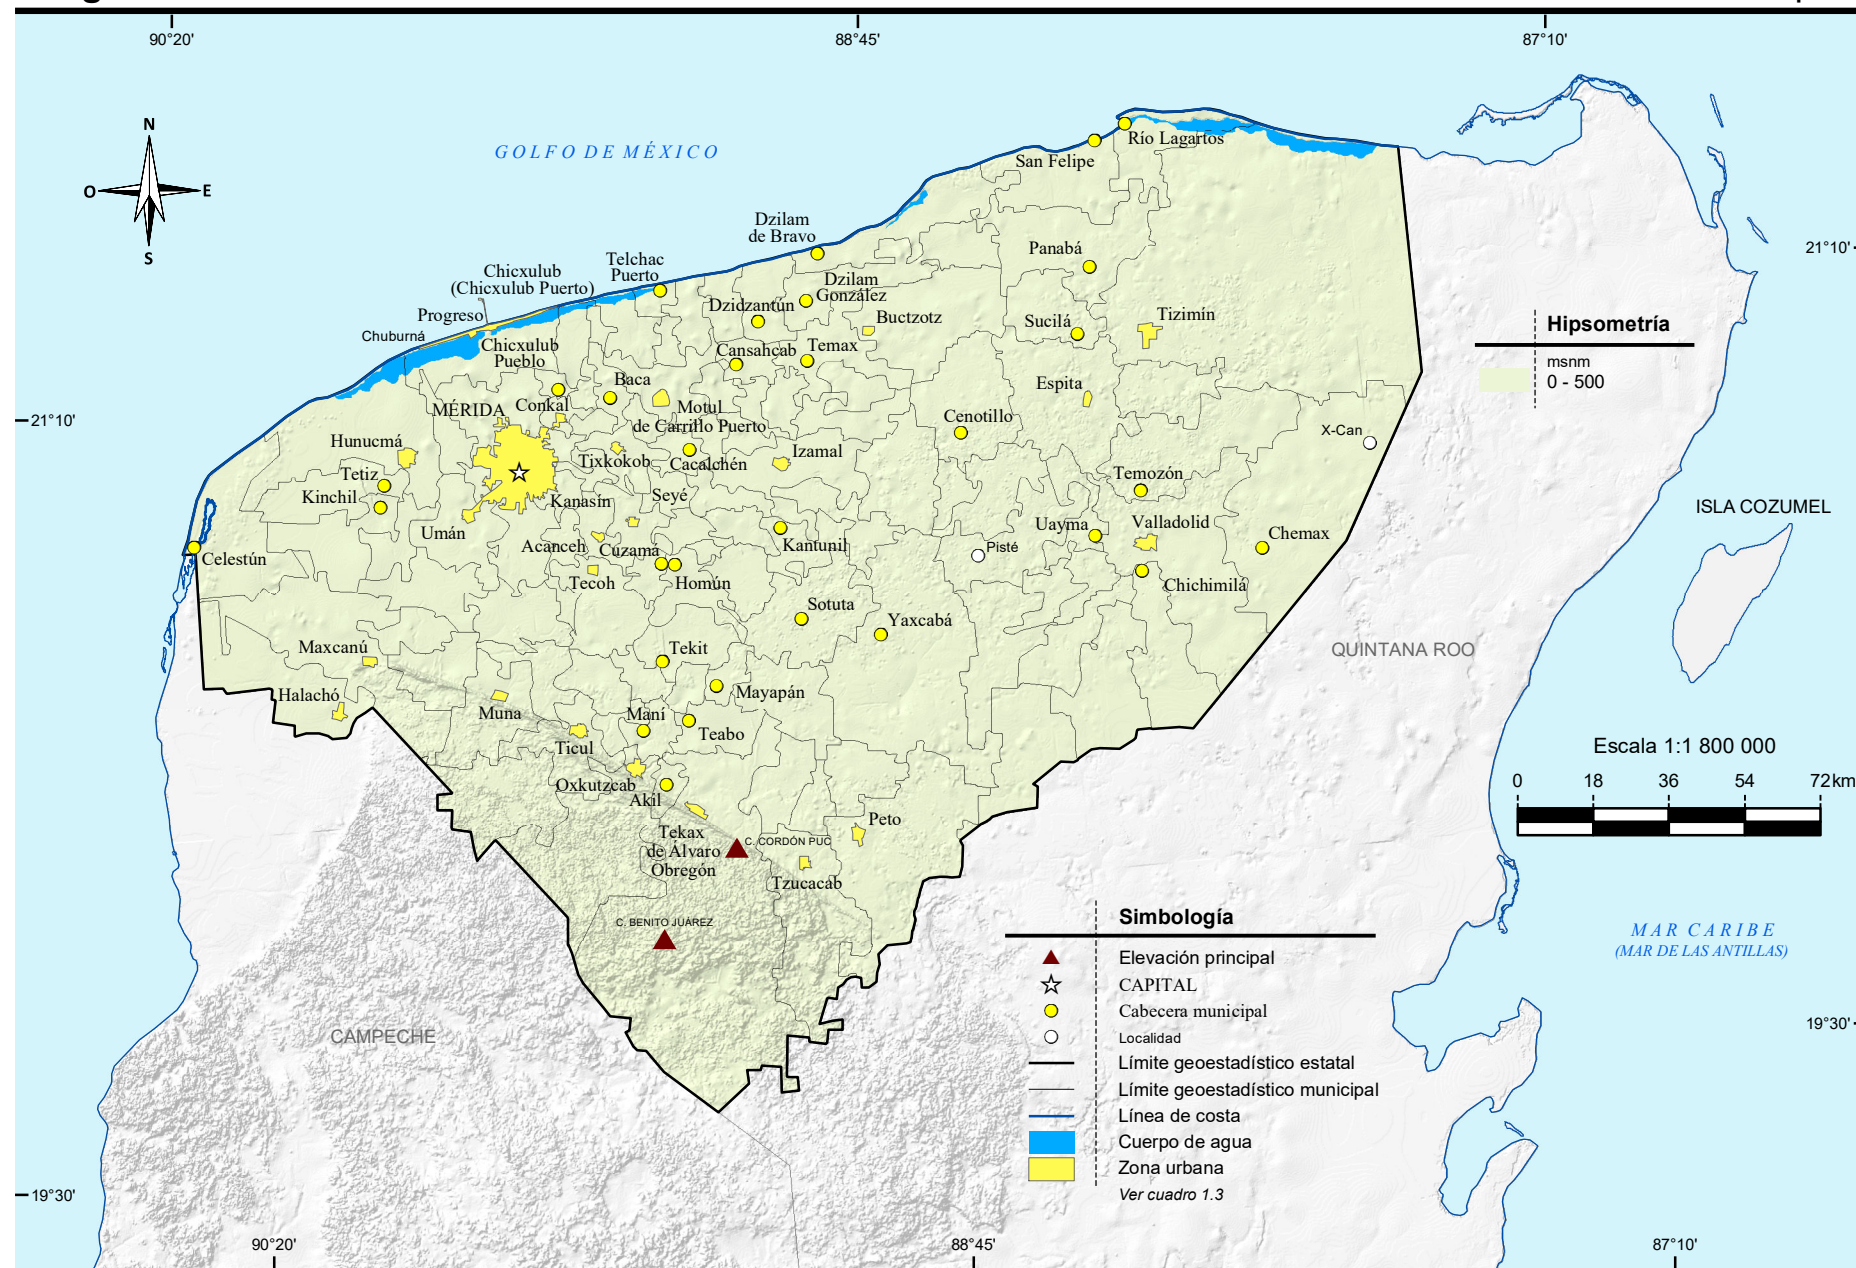 90°20'
88°45'
87°10'
N
O
E
S
GOLFO DE MÉXICO
Río Lagartos
San Felipe
Dzilam
de Bravo
Panabá
21°10'
Telchac
Puerto
Chicxulub
(Chicxulub Puerto)
Dzilam
González
Dzidzantún
Progreso
Buctzotz
Sucilá
Tizimín
Chuburná
Chicxulub
Pueblo
Cansahcab
Temax
Hipsometría
msnm
0 - 500
Baca
Espita
MÉRIDA
Conkal
Motul
de Carrillo Puerto
Cenotillo
21°10'
X-Can
Hunucmá
Tixkokob
Cacalchén
Izamal
Tetiz
Temozón
Kinchil
Kanasín
Seyé
ISLA COZUMEL
Umán
Uayma
Valladolid
Chemax
Acanceh
Cuzamá
Kantunil
Pisté
Celestún
Tecoh
Homún
Chichimilá
Sotuta
Yaxcabá
Maxcanú
Tekit
QUINTANA ROO
Halachó
Mayapán
Muna
Maní
Teabo
Ticul
Escala 1:1 800 000
0 18 36 54 72 km
Oxkutzcab
Akil
Peto
Tekax
de Álvaro
Obregón
C. CORDÓN PUC
Tzucacab
C. BENITO JUÁREZ
MAR CARIBE
(MAR DE LAS ANTILLAS)
CAMPECHE
Simbología
Elevación principal
CAPITAL
Cabecera municipal
Localidad
Límite geoestadístico estatal
Límite geoestadístico municipal
Línea de costa
Cuerpo de agua
Zona urbana
Ver cuadro 1.3
19°30'
19°30'
90°20'
88°45'
87°10'